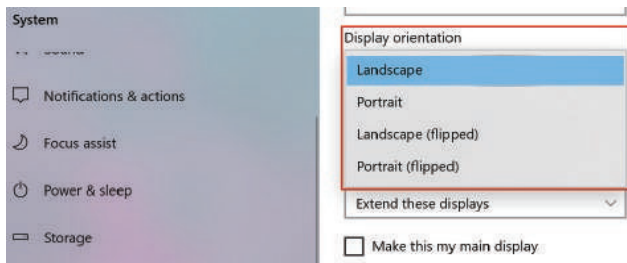 System
Notifications & actions
Focus assist
Power & sleep
Storage
Display orientation
Landscape
Portrait
Landscape (flipped)
Portrait (flipped)
Extend these displays
Make this my main display